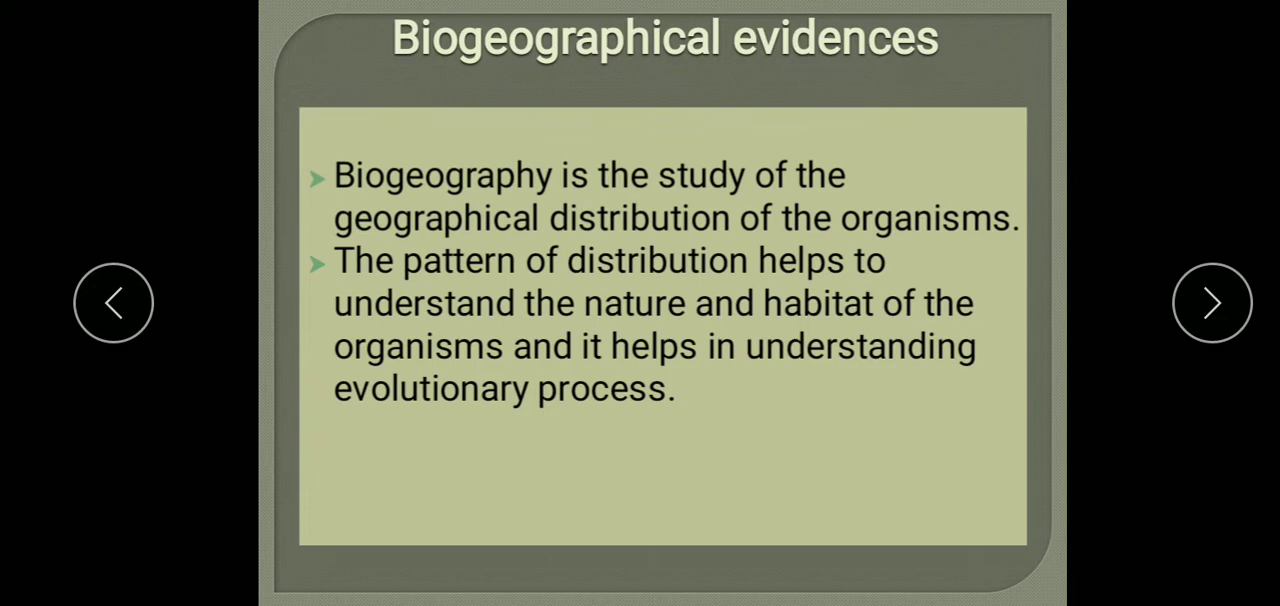 Biogeographical evidences
Biogeography is the study of the
geographical distribution of the organisms.
The pattern of distribution helps to
understand the nature and habitat of the
organisms and it helps in understanding
evolutionary process.